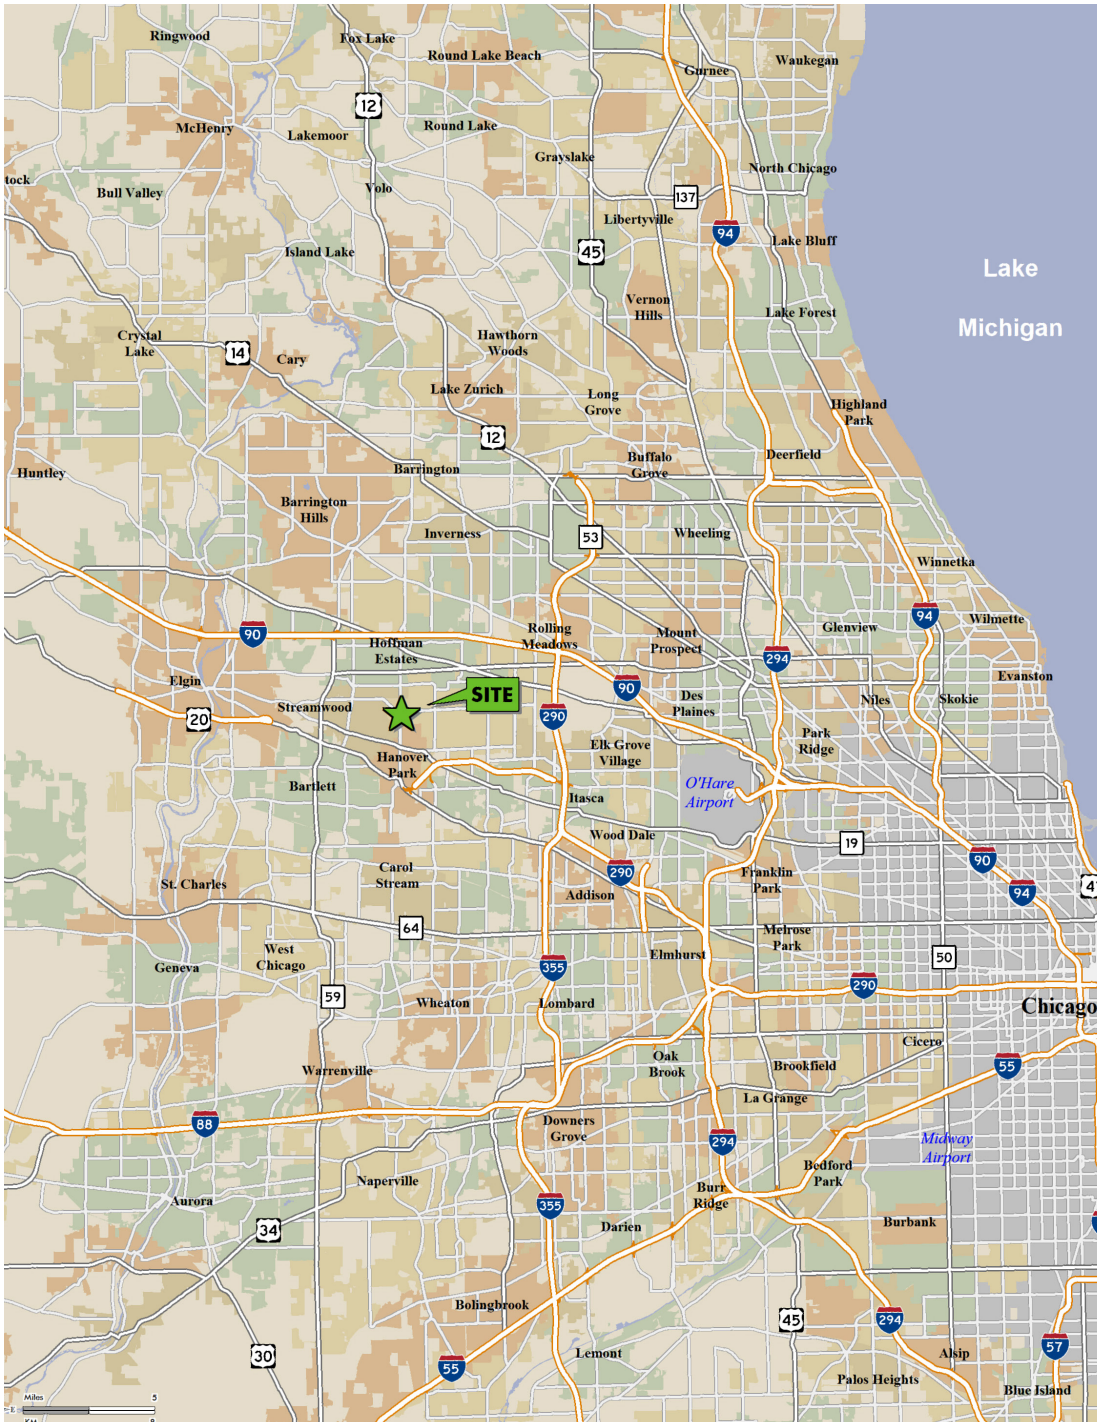 Ringwood
Fox Lake
Round Lake Beach
Gurnee
Waukegan
12
McHenry
Lakemoor
Round Lake
Grayslake
North Chicago
tock
Bull Valley
Volo
137
Libertyville
94
Lake Bluff
Island Lake
45
Lake
Michigan
Vernon
Hills
Lake Forest
Crystal
Lake
14
Cary
Hawthorn
Woods
Lake Zurich
Long
Grove
Highland
Park
12
Huntley
Barrington
Buffalo
Grove
Deerfield
Barrington
Hills
Inverness
53
Wheeling
Winnetka
90
Hoffman
Estates
Rolling
Meadows
Mount
Prospect
294
Glenview
94
Wilmette
Elgin
20
Streamwood
SITE
290
90
Des
Plaines
Niles
Skokie
Evanston
Park
Ridge
Hanover
Park
Elk Grove
Village
O'Hare
Airport
Bartlett
Itasca
Wood Dale
19
90
94
41
St. Charles
Carol
Stream
290
Addison
Franklin
Park
64
Melrose
Park
West
Chicago
Geneva
59
Wheaton
355
Lombard
Elmhurst
50
290
Chicago
Warrenville
Oak
Brook
Brookfield
Cicero
55
La Grange
88
Downers
Grove
294
Midway
Airport
Bedford
Park
Naperville
Aurora
34
355
Burr
Ridge
Darien
Burbank
Bolingbrook
45
294
30
55
Lemont
Palos Heights
Alsip
57
Blue Island
Miles
5
E